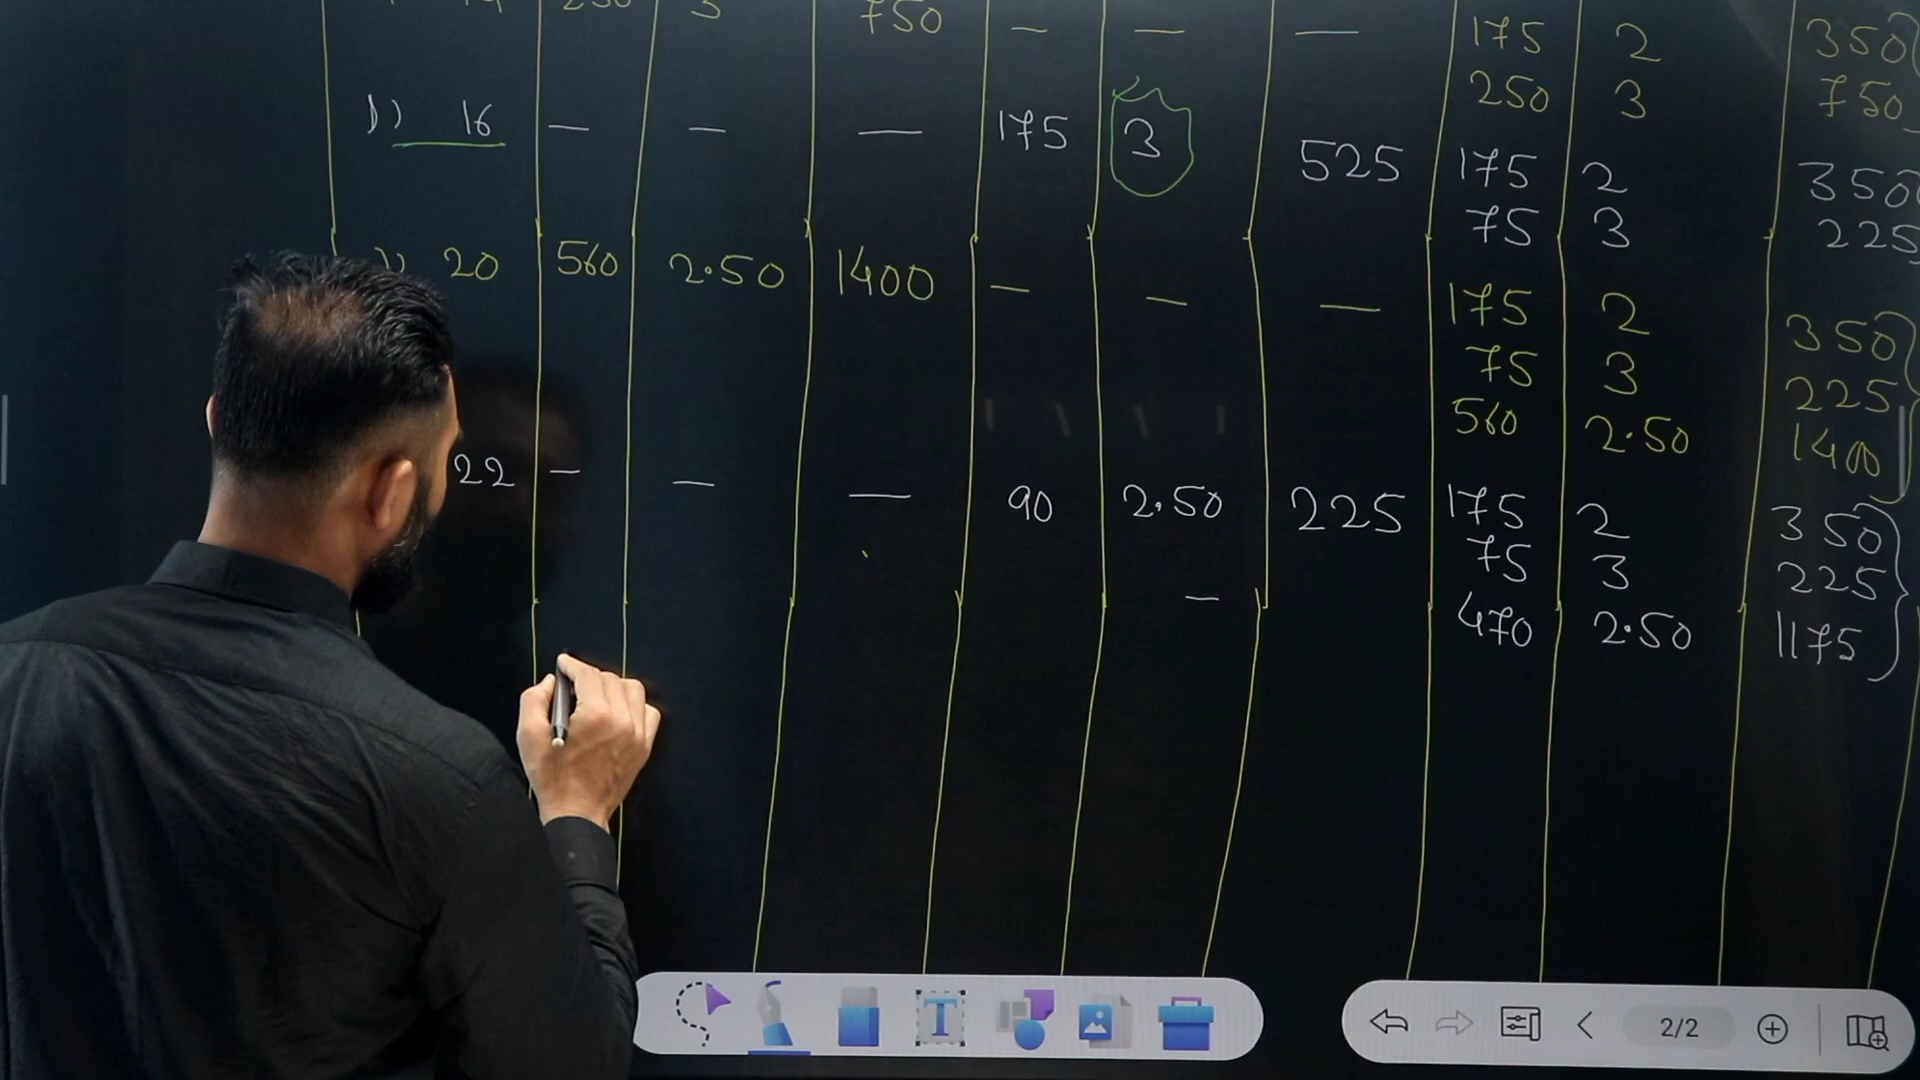 250 3 750 — — — 175 2 350
250 3 750
)) 16 — — — 175 3 525 175 2 350
75 3 225
)) 20 560 2.50 1400 — — — 175 2 350
75 3 225
560 2.50 1400
22 — — — 90 2.50 225 175 2 350
75 3 225
— 470 2.50 1175
T 2/2